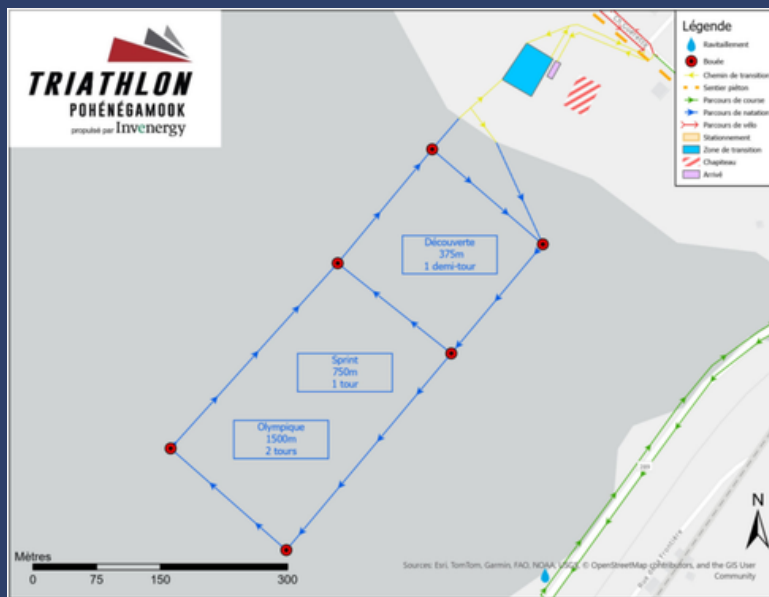 TRIATHLON
POHÉNÉGAMOOK
propulsé par Invenergy
Légende
Ravitaillement
Bouée
Chemin de transition
Sentier piéton
Parcours de course
Parcours de natation
Parcours de vélo
Stationnement
Zone de transition
Chapiteau
Arrivé
Découverte
375m
1 demi-tour
Sprint
750m
1 tour
Olympique
1500m
2 tours
289
N
Mètres
0 75 150 300
Sources: Esri, TomTom, Garmin, FAO, NOAA, USGS, © OpenStreetMap contributors, and the GIS User
Community